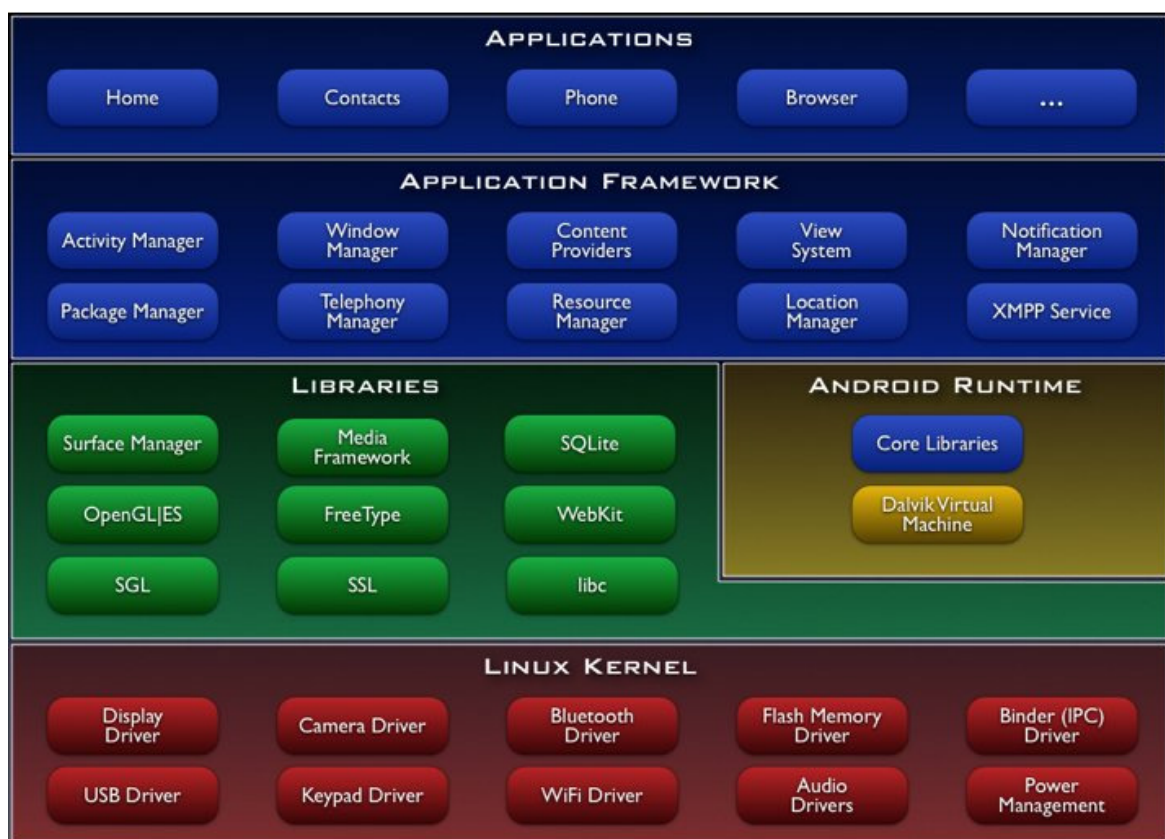 APPLICATIONS
Home
Contacts
Phone
Browser
...
APPLICATION FRAMEWORK
Activity Manager
Window
Manager
Content
Providers
View
System
Notification
Manager
Package Manager
Telephony
Manager
Resource
Manager
Location
Manager
XMPP Service
LIBRARIES
Surface Manager
Media
Framework
SQLite
OpenGL|ES
FreeType
WebKit
SGL
SSL
libc
ANDROID RUNTIME
Core Libraries
Dalvik Virtual
Machine
LINUX KERNEL
Display
Driver
Camera Driver
Bluetooth
Driver
Flash Memory
Driver
Binder (IPC)
Driver
USB Driver
Keypad Driver
WiFi Driver
Audio
Drivers
Power
Management